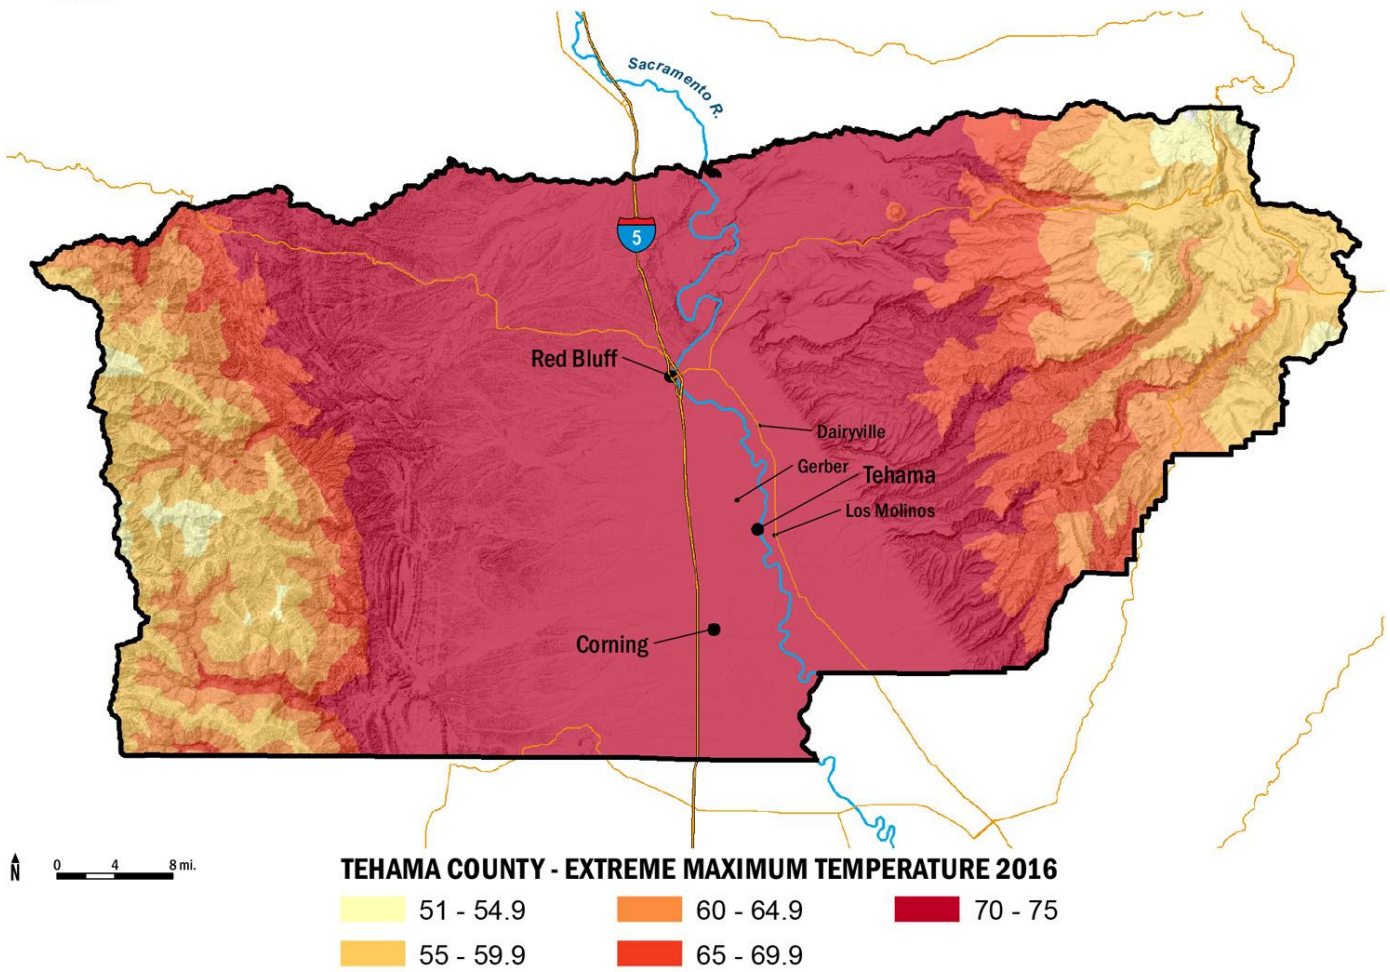 Sacramento R.
5
Red Bluff
Dairyville
Gerber
Tehama
Los Molinos
Corning
N
0 4 8 mi.
TEHAMA COUNTY - EXTREME MAXIMUM TEMPERATURE 2016
51 - 54.9
60 - 64.9
70 - 75
55 - 59.9
65 - 69.9